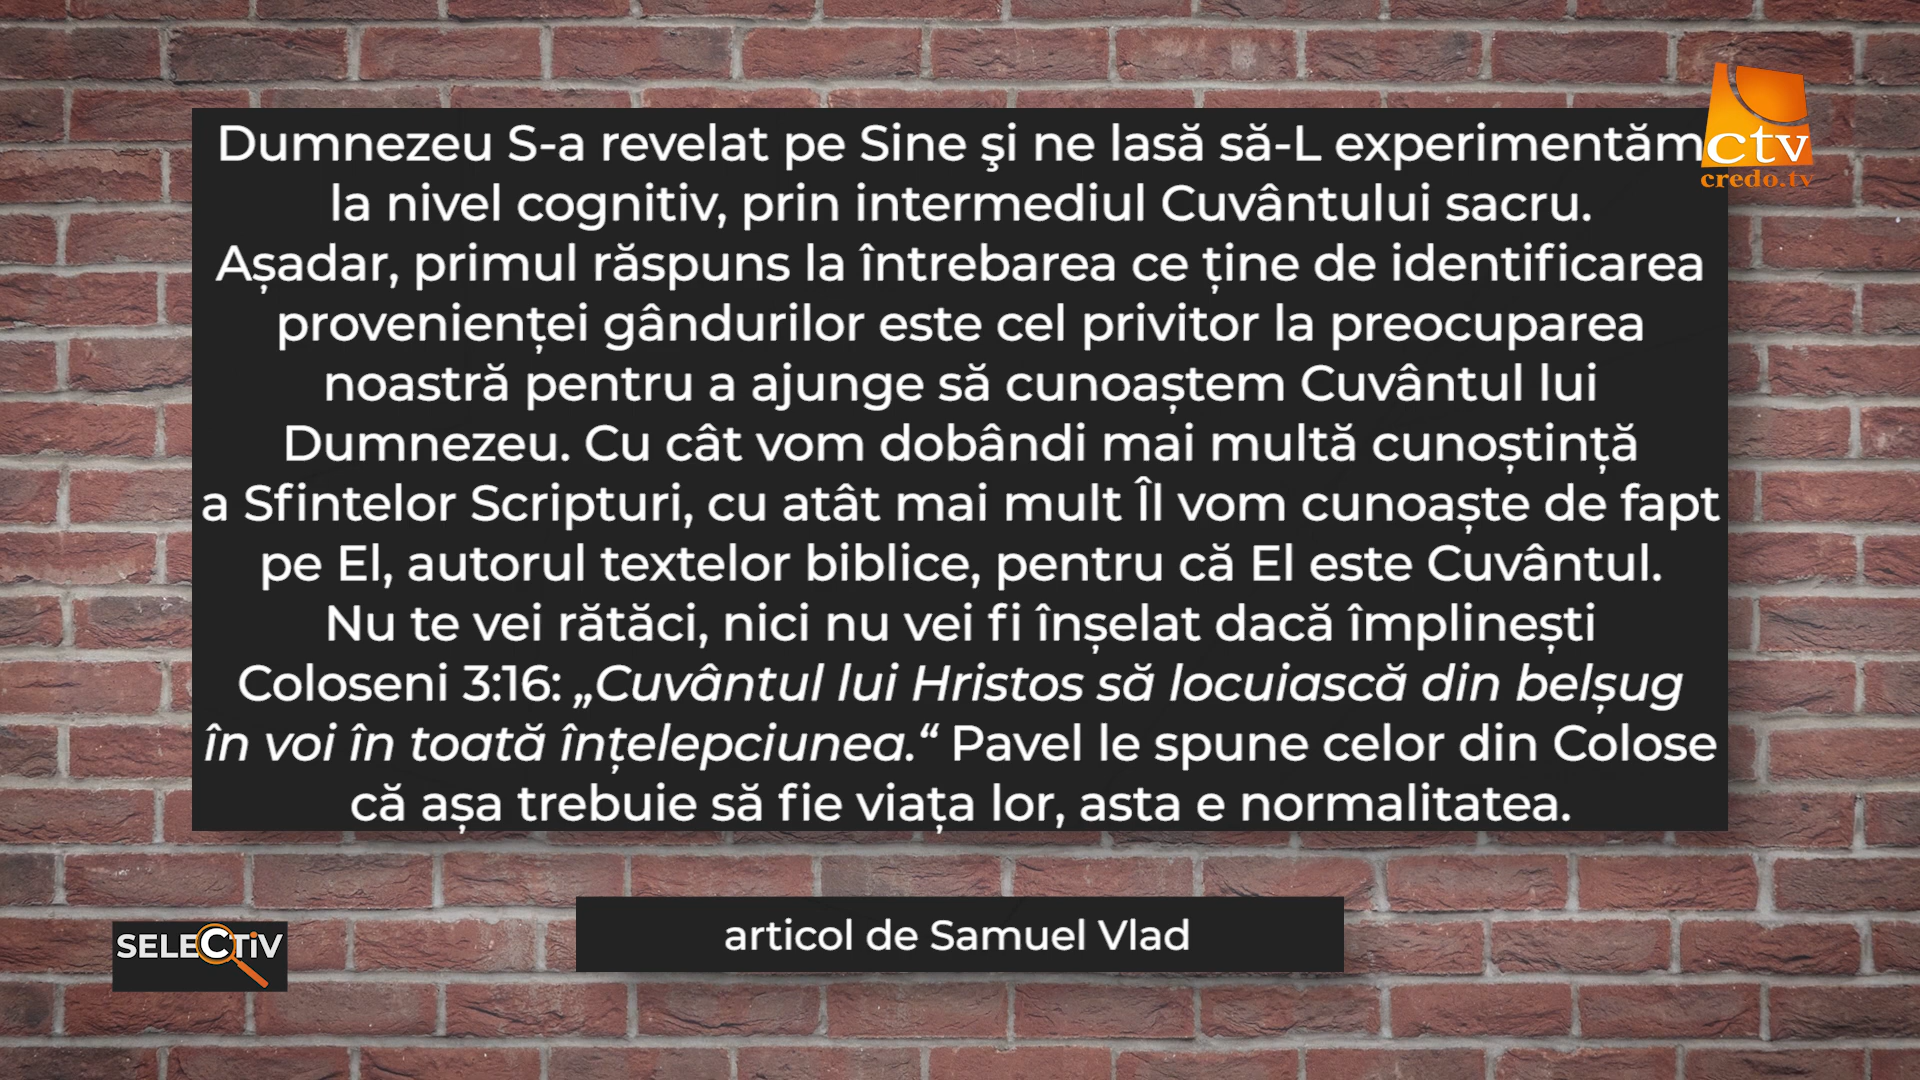 Dumnezeu S-a revelat pe Sine şi ne lasă să-L experimentăm
la nivel cognitiv, prin intermediul Cuvântului sacru.
Așadar, primul răspuns la întrebarea ce ține de identificarea
provenienței gândurilor este cel privitor la preocuparea
noastră pentru a ajunge să cunoaștem Cuvântul lui
Dumnezeu. Cu cât vom dobândi mai multă cunoștință
a Sfintelor Scripturi, cu atât mai mult Îl vom cunoaște de fapt
pe El, autorul textelor biblice, pentru că El este Cuvântul.
Nu te vei rătăci, nici nu vei fi înșelat dacă împlinești
Coloseni 3:16: „Cuvântul lui Hristos să locuiască din belșug
în voi în toată înțelepciunea.“ Pavel le spune celor din Colose
că așa trebuie să fie viața lor, asta e normalitatea.
articol de Samuel Vlad
SELECTiV
ctv
credo.tv